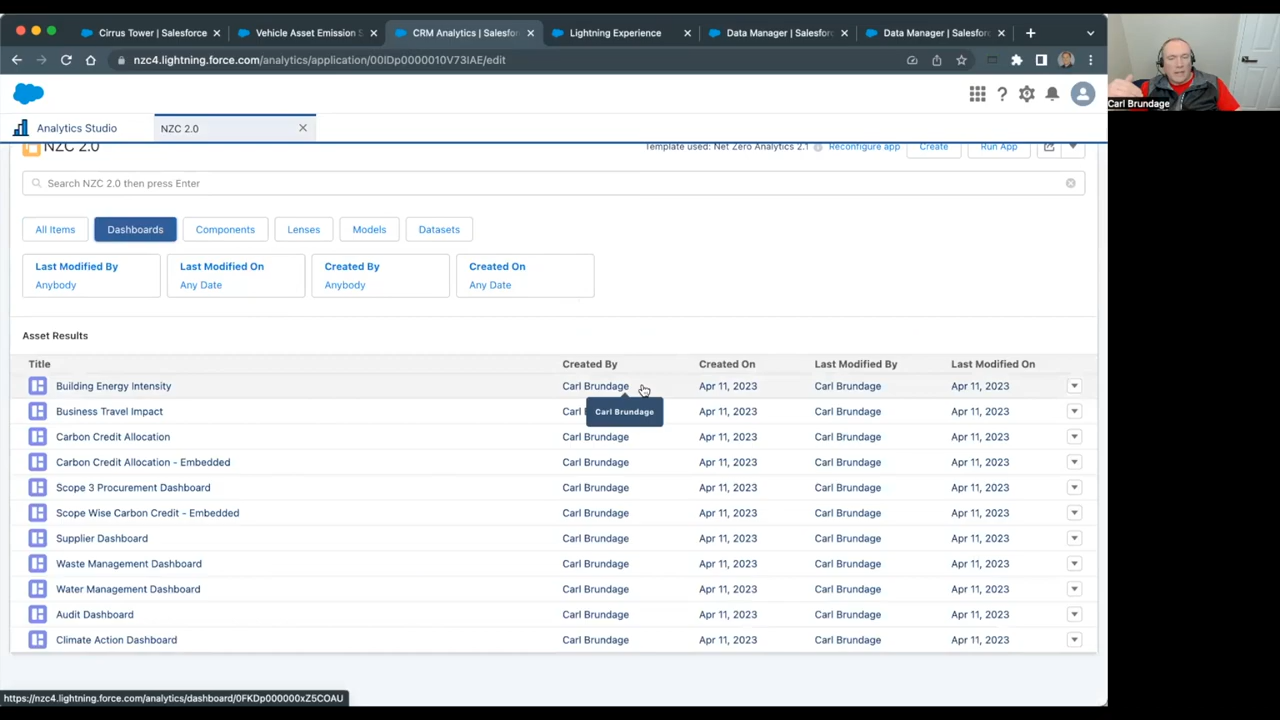 Cirrus Tower | Salesforce
Vehicle Asset Emission S
CRM Analytics | Salesfor
Lightning Experience
Data Manager | Salesforc
Data Manager | Salesforc
nzc4.lightning.force.com/analytics/application/00lDp0000010V73IAE/edit
Carl Brundage
Analytics Studio
NZC 2.0
NZC 2.0
Template used: Net Zero Analytics 2.1
Reconfigure app
Create
Run App
Search NZC 2.0 then press Enter
All Items
Dashboards
Components
Lenses
Models
Datasets
Last Modified By
Anybody
Last Modified On
Any Date
Created By
Anybody
Created On
Any Date
Asset Results
Title Created By Created On Last Modified By Last Modified On
Building Energy Intensity Carl Brundage Apr 11, 2023 Carl Brundage Apr 11, 2023
Business Travel Impact Carl Apr 11, 2023 Carl Brundage Apr 11, 2023
Carl Brundage
Carbon Credit Allocation Carl Brundage Apr 11, 2023 Carl Brundage Apr 11, 2023
Carbon Credit Allocation - Embedded Carl Brundage Apr 11, 2023 Carl Brundage Apr 11, 2023
Scope 3 Procurement Dashboard Carl Brundage Apr 11, 2023 Carl Brundage Apr 11, 2023
Scope Wise Carbon Credit - Embedded Carl Brundage Apr 11, 2023 Carl Brundage Apr 11, 2023
Supplier Dashboard Carl Brundage Apr 11, 2023 Carl Brundage Apr 11, 2023
Waste Management Dashboard Carl Brundage Apr 11, 2023 Carl Brundage Apr 11, 2023
Water Management Dashboard Carl Brundage Apr 11, 2023 Carl Brundage Apr 11, 2023
Audit Dashboard Carl Brundage Apr 11, 2023 Carl Brundage Apr 11, 2023
Climate Action Dashboard Carl Brundage Apr 11, 2023 Carl Brundage Apr 11, 2023
https://nzc4.lightning.force.com/analytics/dashboard/0FKDp000000xZ5COAU